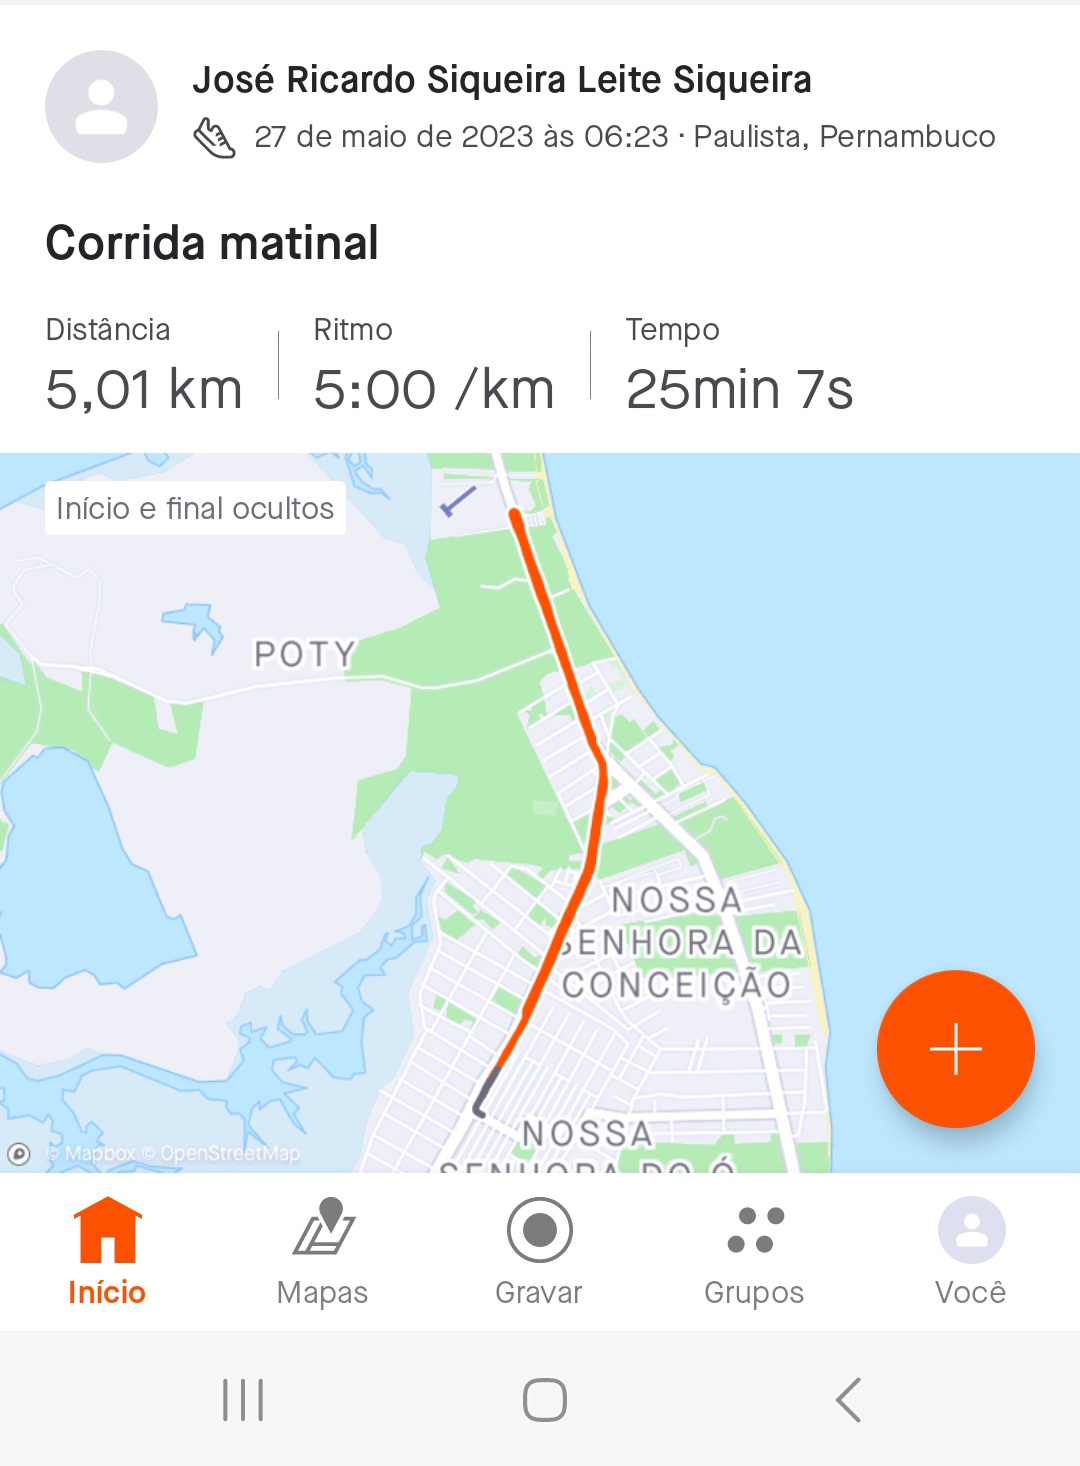 José Ricardo Siqueira Leite Siqueira
27 de maio de 2023 às 06:23 · Paulista, Pernambuco
Corrida matinal
Distância
5,01 km
Ritmo
5:00 /km
Tempo
25min 7s
Início e final ocultos
POTY
NOSSA
SENHORA DA
CONCEIÇÃO
NOSSA
SENHORA DO Ó
© Mapbox © OpenStreetMap
Início
Mapas
Gravar
Grupos
Você